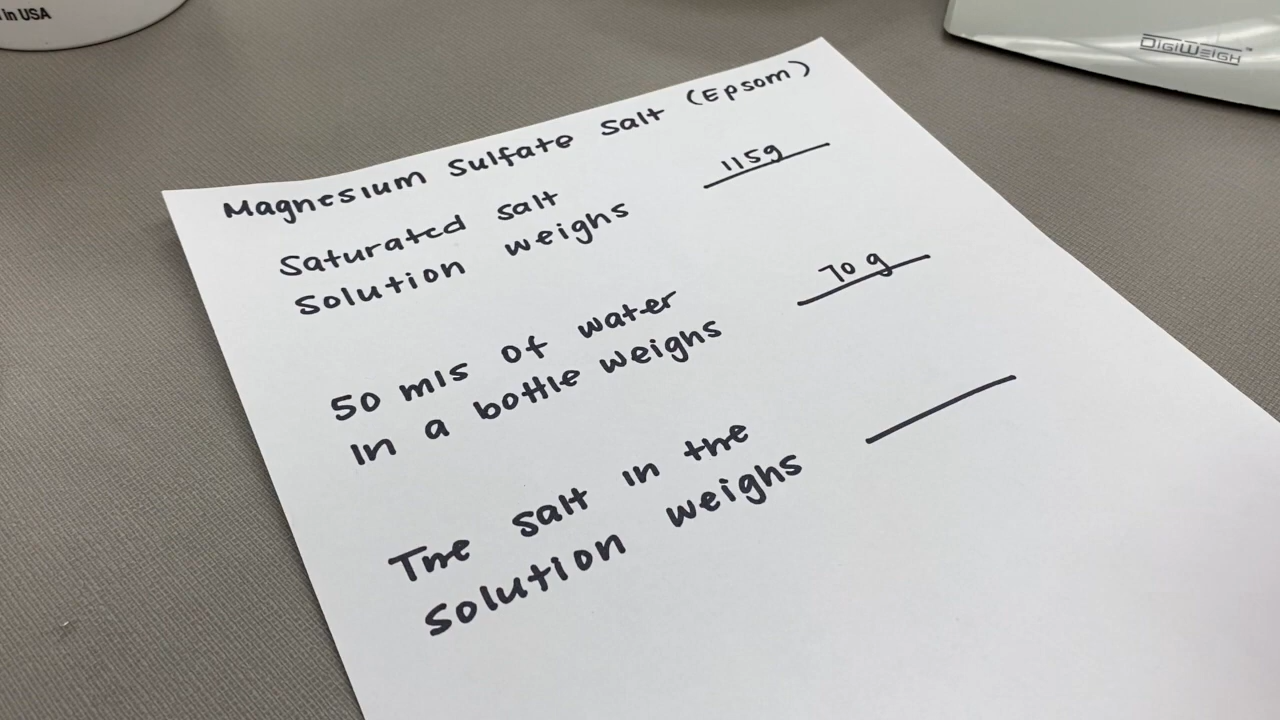 in USA
DIGIWEIGH™
Magnesium Sulfate Salt (Epsom)
Saturated salt
solution weighs 115g
50 mls of water
in a bottle weighs 70 g
The salt in the
solution weighs